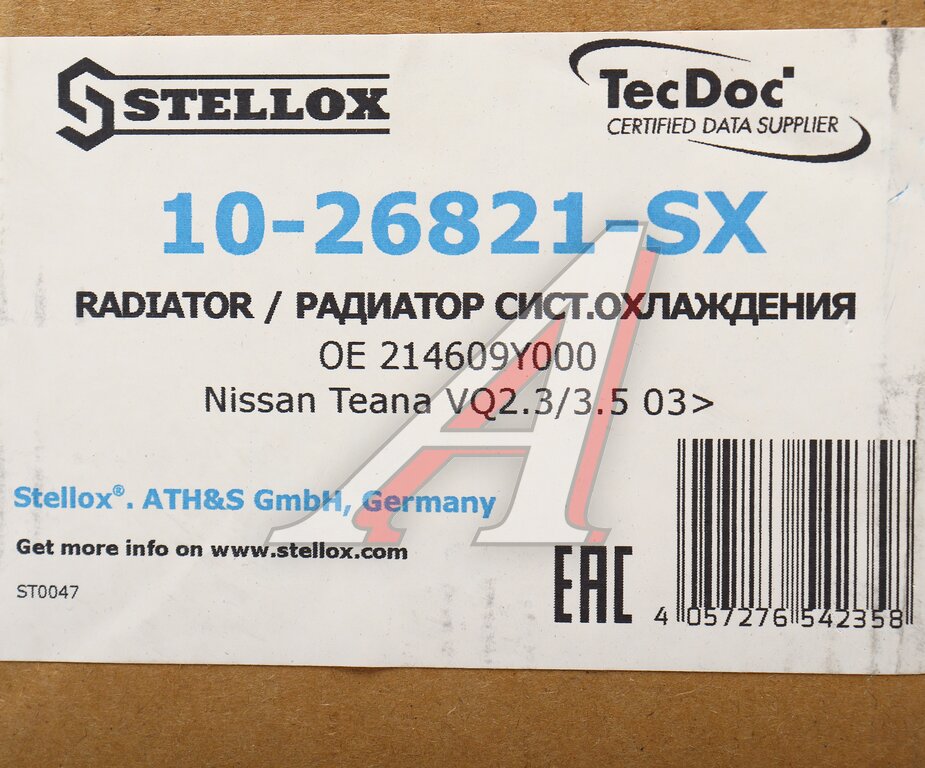 STELLOX
TecDoc
CERTIFIED DATA SUPPLIER
10-26821-SX
RADIATOR / РАДИАТОР СИСТ.ОХЛАЖДЕНИЯ
OE 214609Y000
Nissan Teana VQ2.3/3.5 03>
Stellox®. ATH&S GmbH, Germany
Get more info on www.stellox.com
ST0047
EAC
4 057276 542358